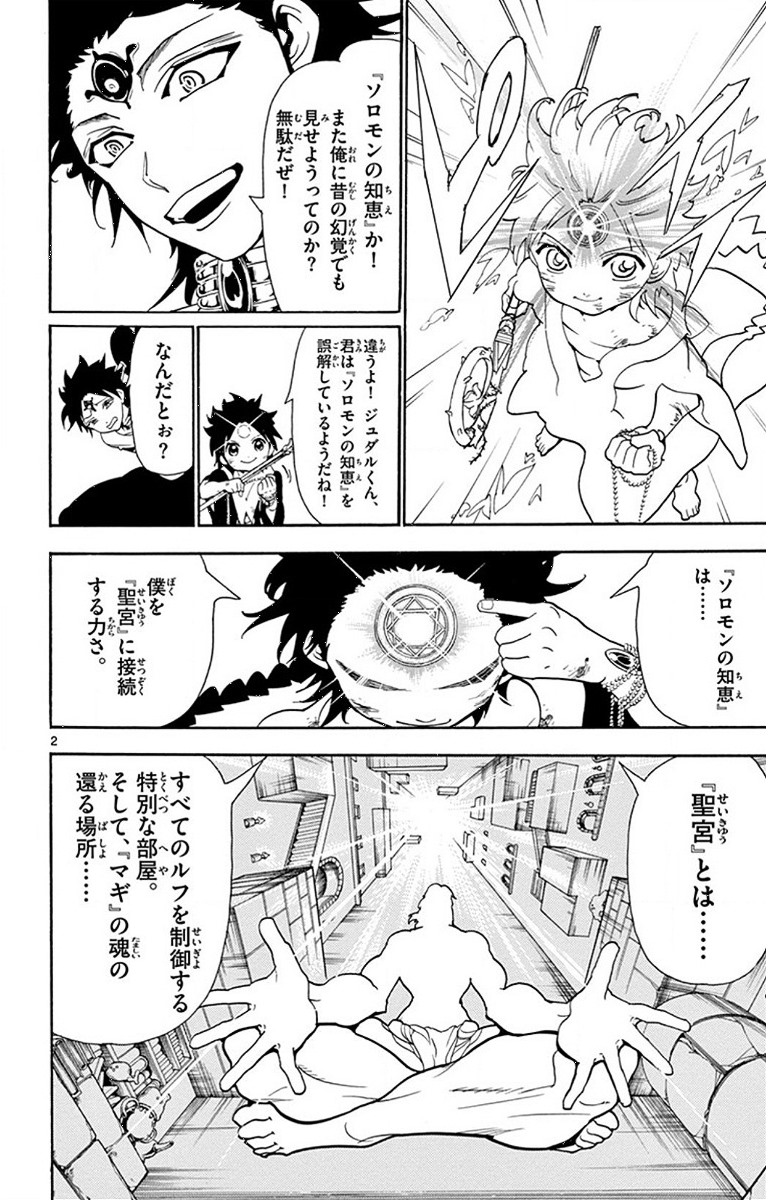 『ソロモンの知恵』か！
また俺に昔の幻覚でも
見せようってのか？
無駄だぜ！
違うよ！ジュダルくん、
君は『ソロモンの知恵』を
誤解しているようだね！
なんだとぉ？
『ソロモンの知恵』
は……
僕を
『聖宮』に接続
する力さ。
2
『聖宮』とは……
すべてのルフを制御する
特別な部屋。
そして、『マギ』の魂の
還る場所……